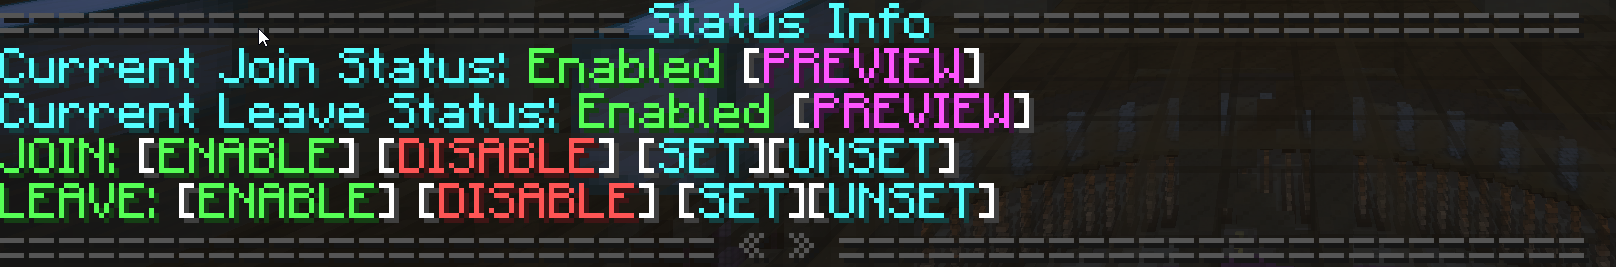 ============== Status Info ==============
Current Join Status: Enabled [PREVIEW]
Current Leave Status: Enabled [PREVIEW]
JOIN: [ENABLE] [DISABLE] [SET][UNSET]
LEAVE: [ENABLE] [DISABLE] [SET][UNSET]
================ « » ================